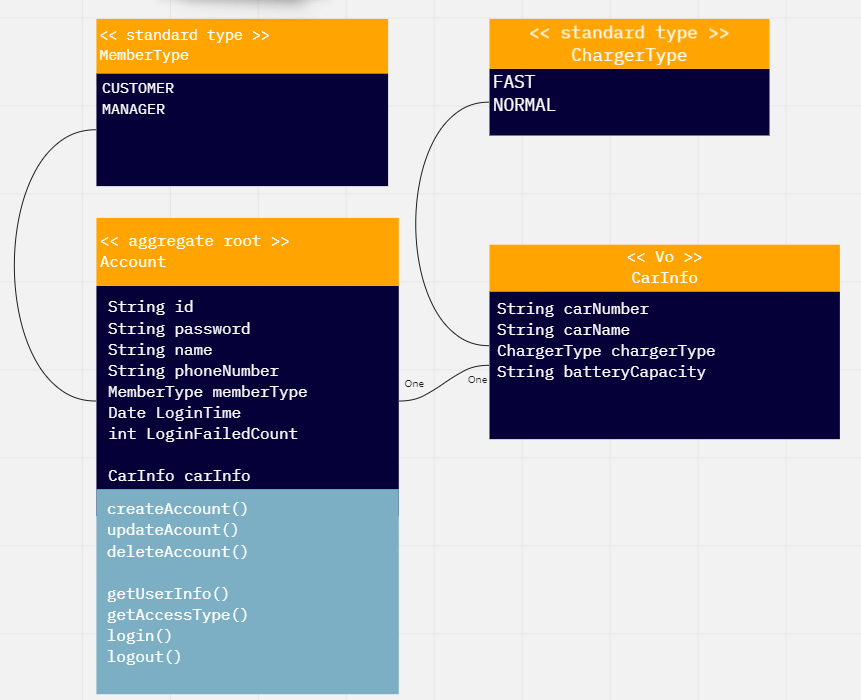 << standard type >>
MemberType
CUSTOMER
MANAGER
<< standard type >>
ChargerType
FAST
NORMAL
<< aggregate root >>
Account
String id
String password
String name
String phoneNumber
MemberType memberType
Date LoginTime
int LoginFailedCount
CarInfo carInfo
createAccount()
updateAcount()
deleteAccount()
getUserInfo()
getAccessType()
login()
logout()
One
One
<< Vo >>
CarInfo
String carNumber
String carName
ChargerType chargerType
String batteryCapacity